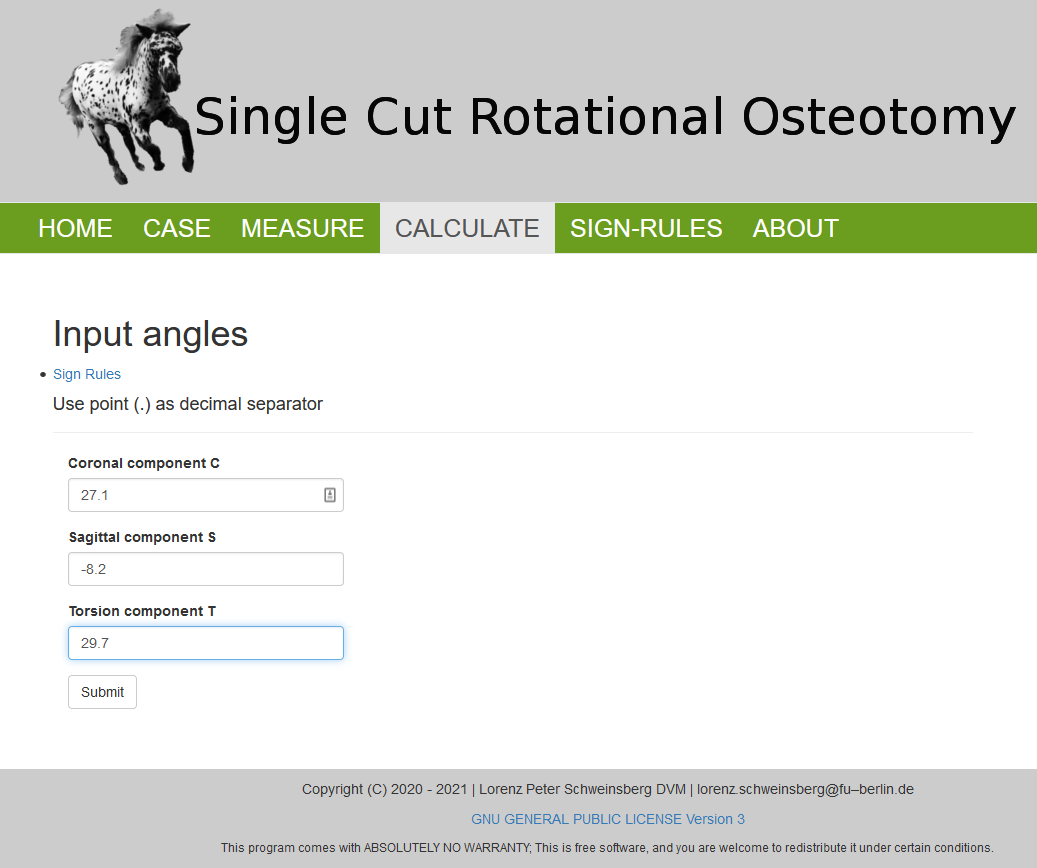 Single Cut Rotational Osteotomy
HOME CASE MEASURE CALCULATE SIGN-RULES ABOUT
Input angles
Sign Rules
Use point (.) as decimal separator
Coronal component C
27.1
Sagittal component S
-8.2
Torsion component T
29.7
Submit
Copyright (C) 2020 - 2021 | Lorenz Peter Schweinsberg DVM | lorenz.schweinsberg@fu–berlin.de
GNU GENERAL PUBLIC LICENSE Version 3
This program comes with ABSOLUTELY NO WARRANTY; This is free software, and you are welcome to redistribute it under certain conditions.